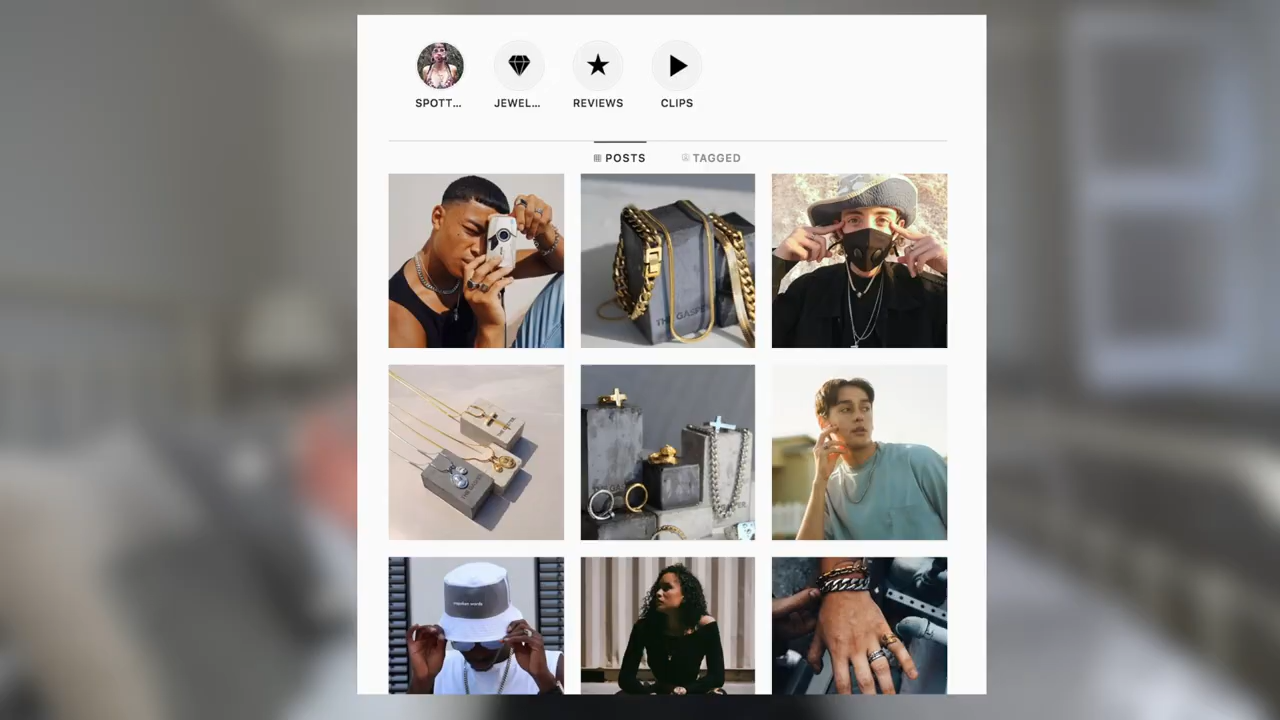 SPOTT...
JEWEL...
REVIEWS
CLIPS
POSTS
TAGGED